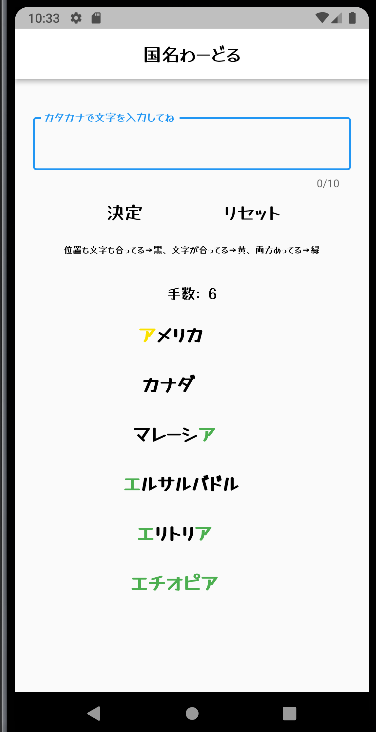 10:33
国名わーどる
カタカナで文字を入力してね
0/10
決定 リセット
位置も文字も合ってる→黒、文字が合ってる→黄、両方あってる→緑
手数: 6
アメリカ
カナダ
マレーシア
エルサルバドル
エリトリア
エチオピア